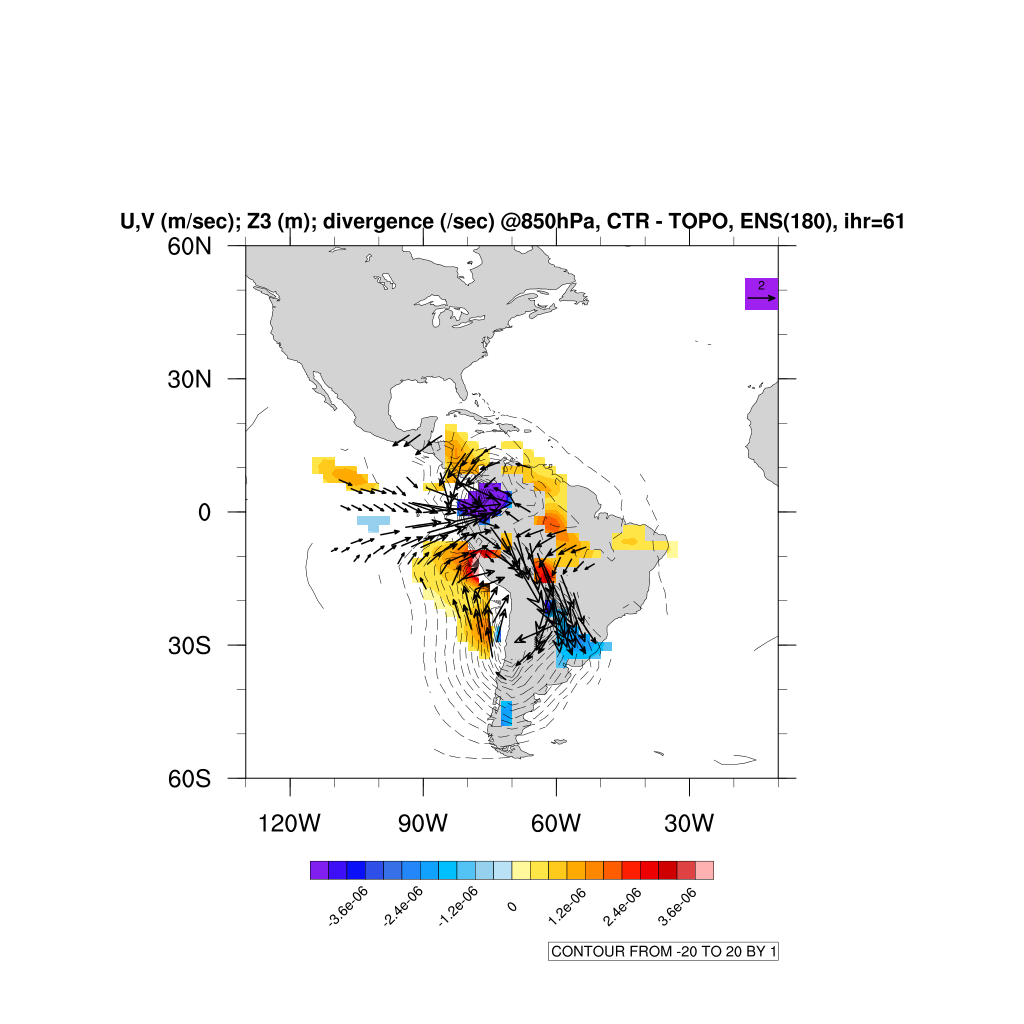 U,V (m/sec); Z3 (m); divergence (/sec) @850hPa, CTR - TOPO, ENS(180), ihr=61
60N
2
30N
0
30S
60S
120W 90W 60W 30W
-3.6e-06 -2.4e-06 -1.2e-06 0 1.2e-06 2.4e-06 3.6e-06
CONTOUR FROM -20 TO 20 BY 1